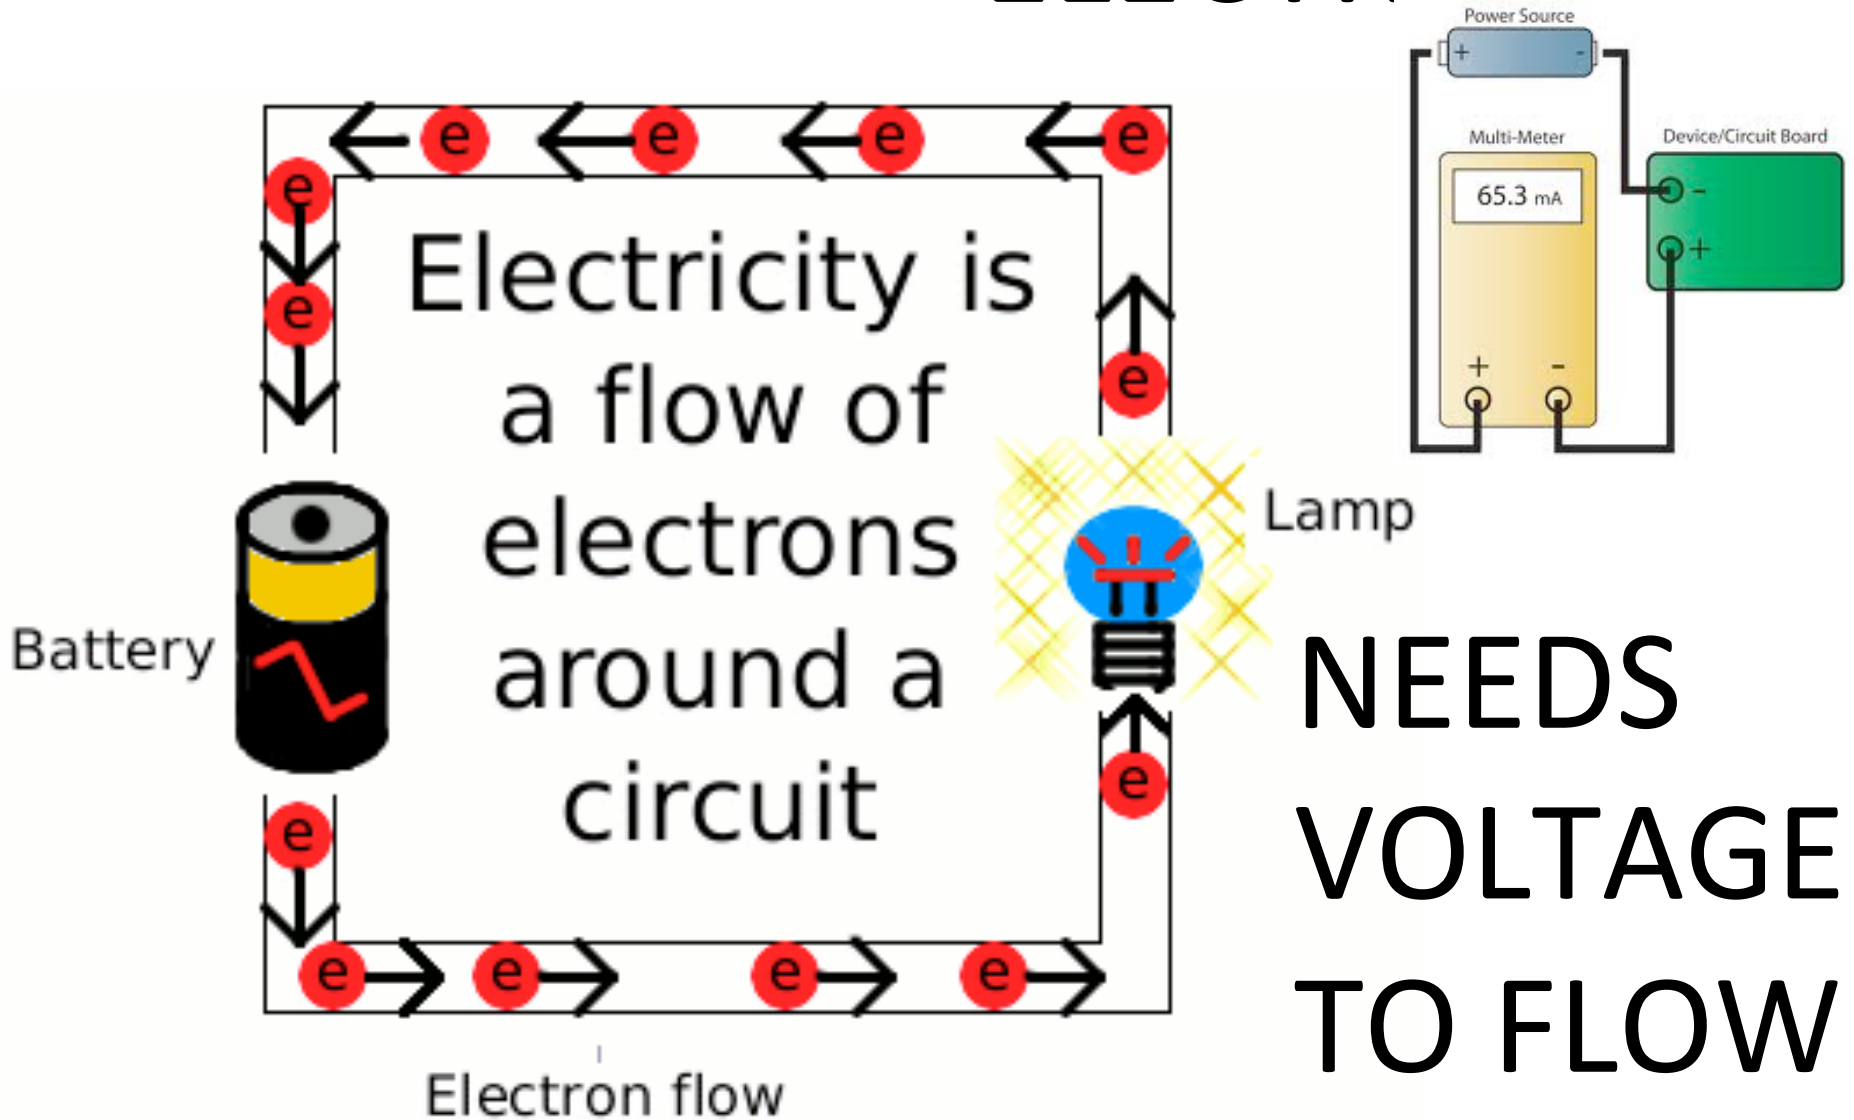 Power Source
+ -
Multi-Meter
Device/Circuit Board
65.3 mA
-
+
+ -
e e e e
e
e
e
Electricity is
a flow of
electrons
around a
circuit
Lamp
Battery
e
e
e e e e
Electron flow
NEEDS
VOLTAGE
TO FLOW